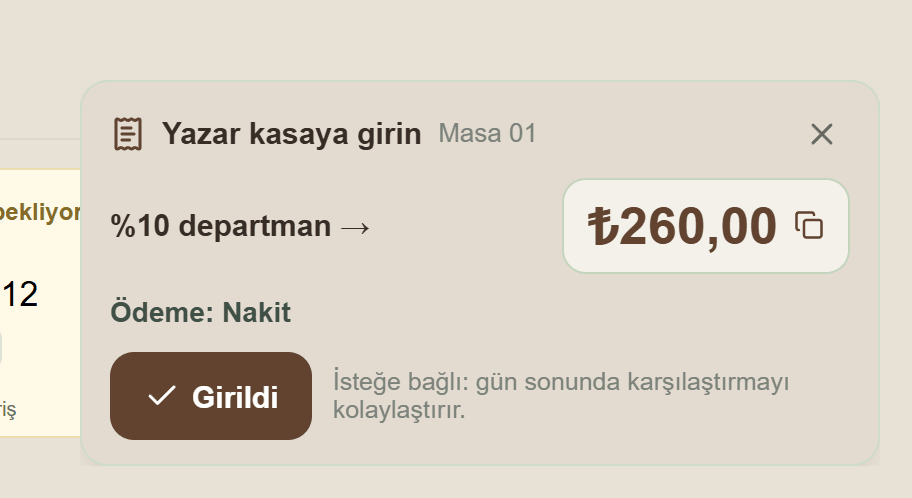 Yazar kasaya girin Masa 01
%10 departman →
₺260,00
Ödeme: Nakit
Girildi
İsteğe bağlı: gün sonunda karşılaştırmayı
kolaylaştırır.
12